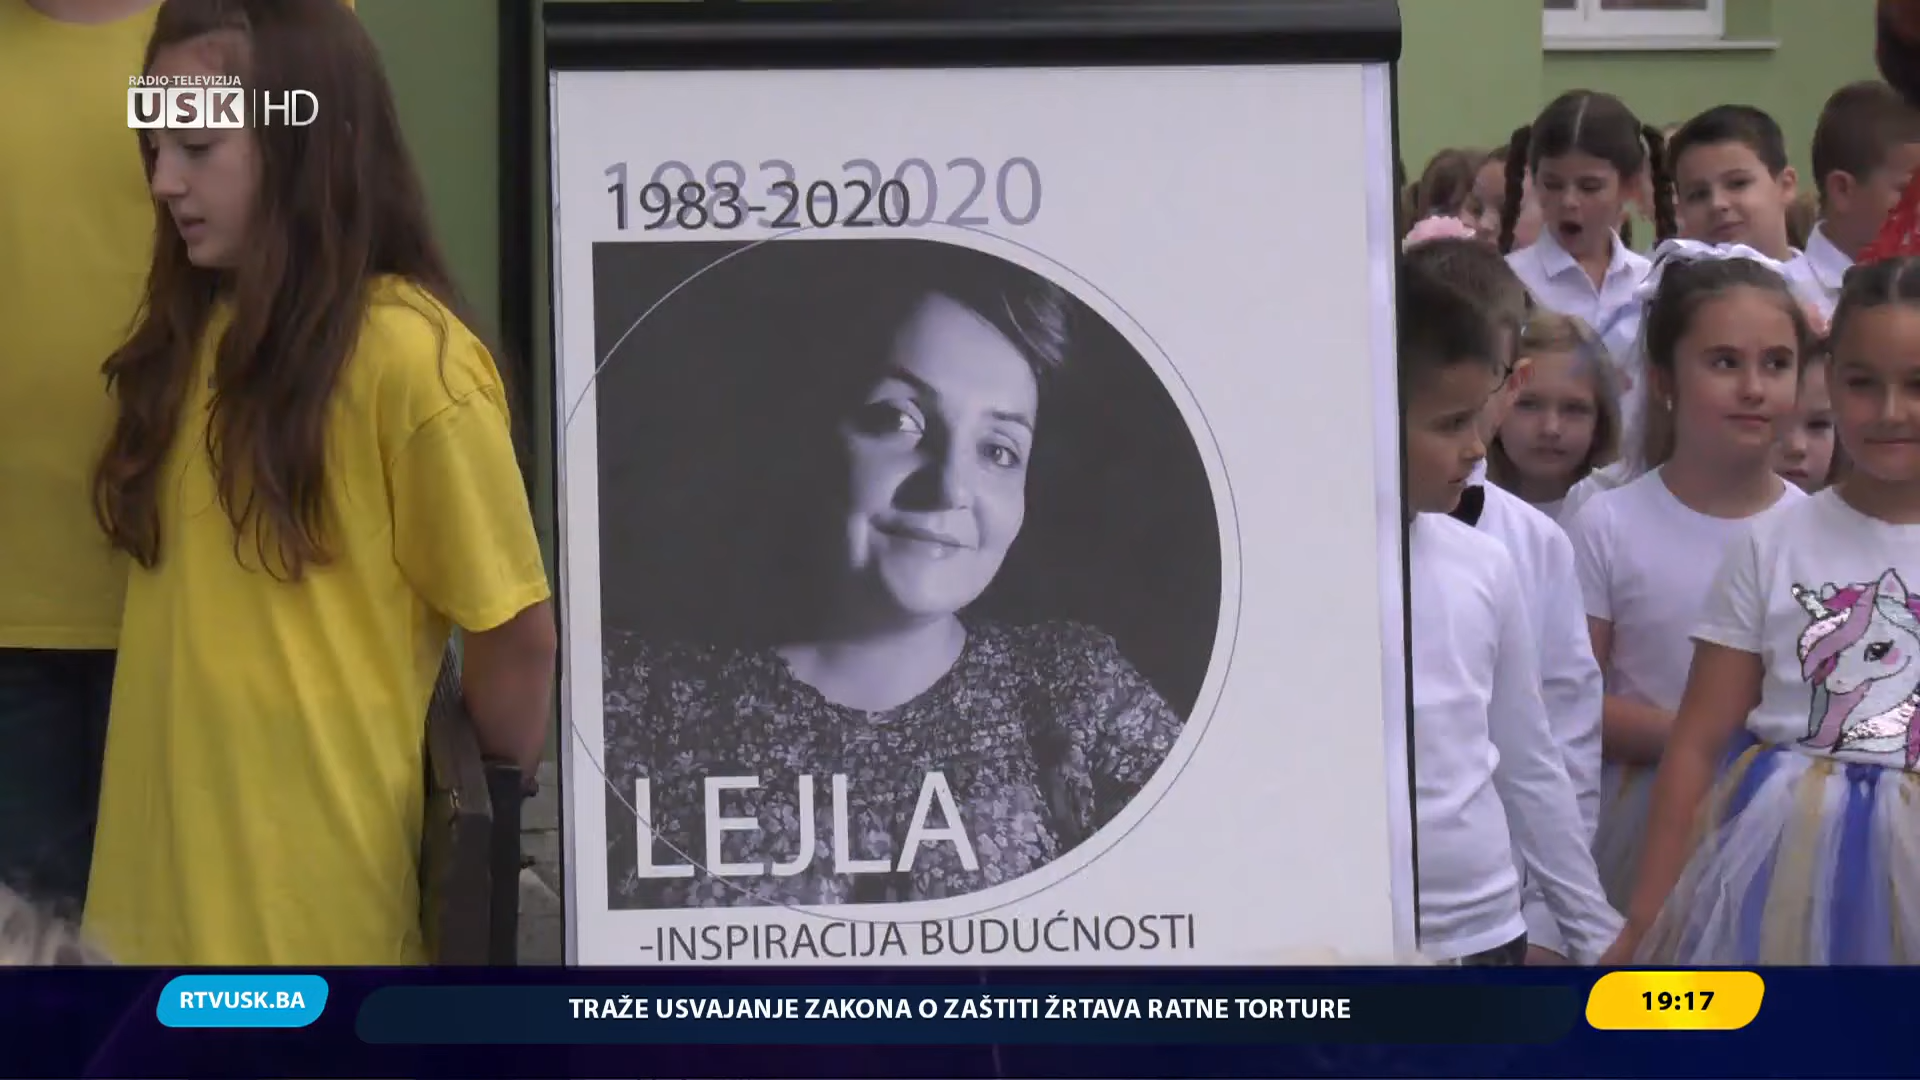 RADIO-TELEVIZIJA
USK HD
1983-2020
1983-2020
LEJLA
-INSPIRACIJA BUDUĆNOSTI
RTVUSK.BA
TRAŽE USVAJANJE ZAKONA O ZAŠTITI ŽRTAVA RATNE TORTURE
19:17